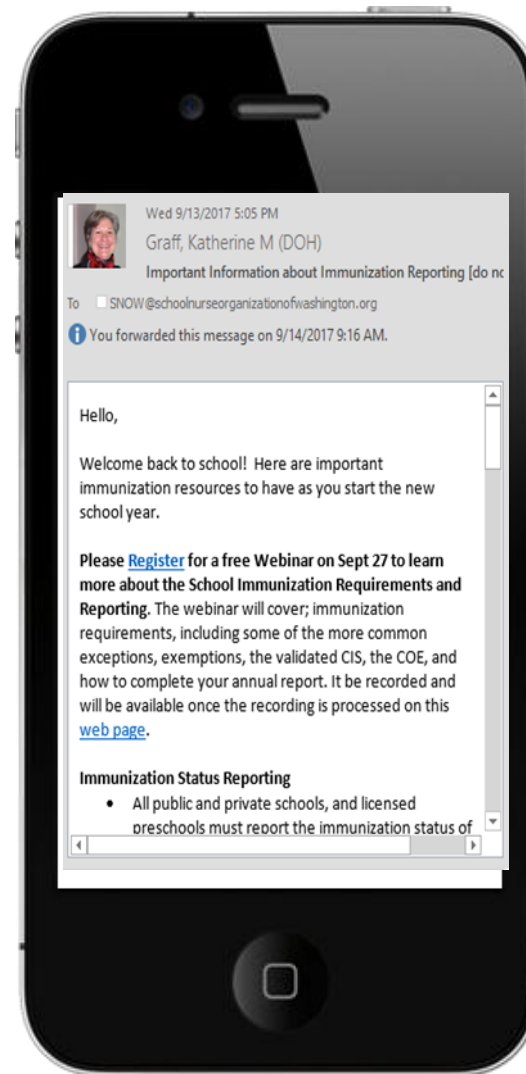 Wed 9/13/2017 5:05 PM
Graff, Katherine M (DOH)
Important Information about Immunization Reporting [do no
To SNOW@schoolnurseorganizationofwashington.org
You forwarded this message on 9/14/2017 9:16 AM.
Hello,
Welcome back to school!  Here are important
immunization resources to have as you start the new
school year.
Please Register for a free Webinar on Sept 27 to learn
more about the School Immunization Requirements and
Reporting. The webinar will cover; immunization
requirements, including some of the more common
exceptions, exemptions, the validated CIS, the COE, and
how to complete your annual report. It be recorded and
will be available once the recording is processed on this
web page.
Immunization Status Reporting
• All public and private schools, and licensed
preschools must report the immunization status of